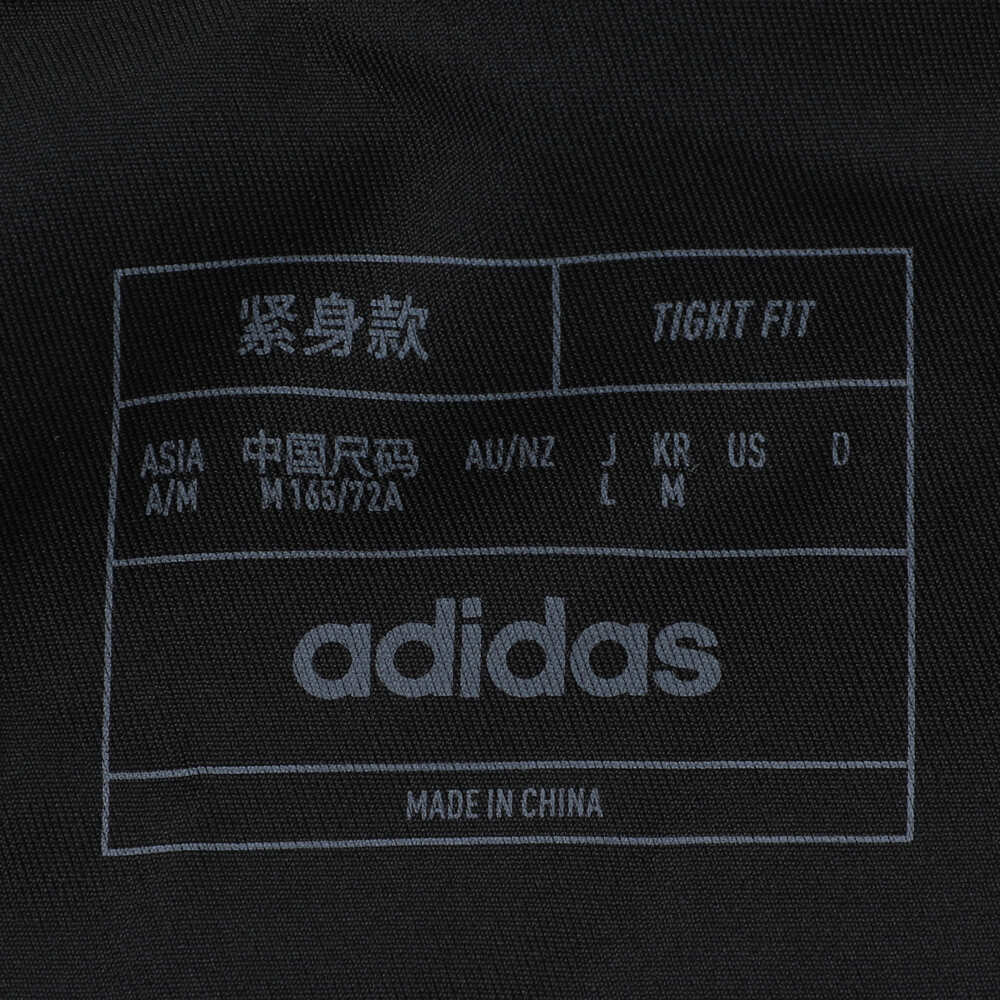 紧身款 TIGHT FIT
ASIA 中国尺码 AU/NZ J KR US D
A/M M 165/72A L M
adidas
MADE IN CHINA